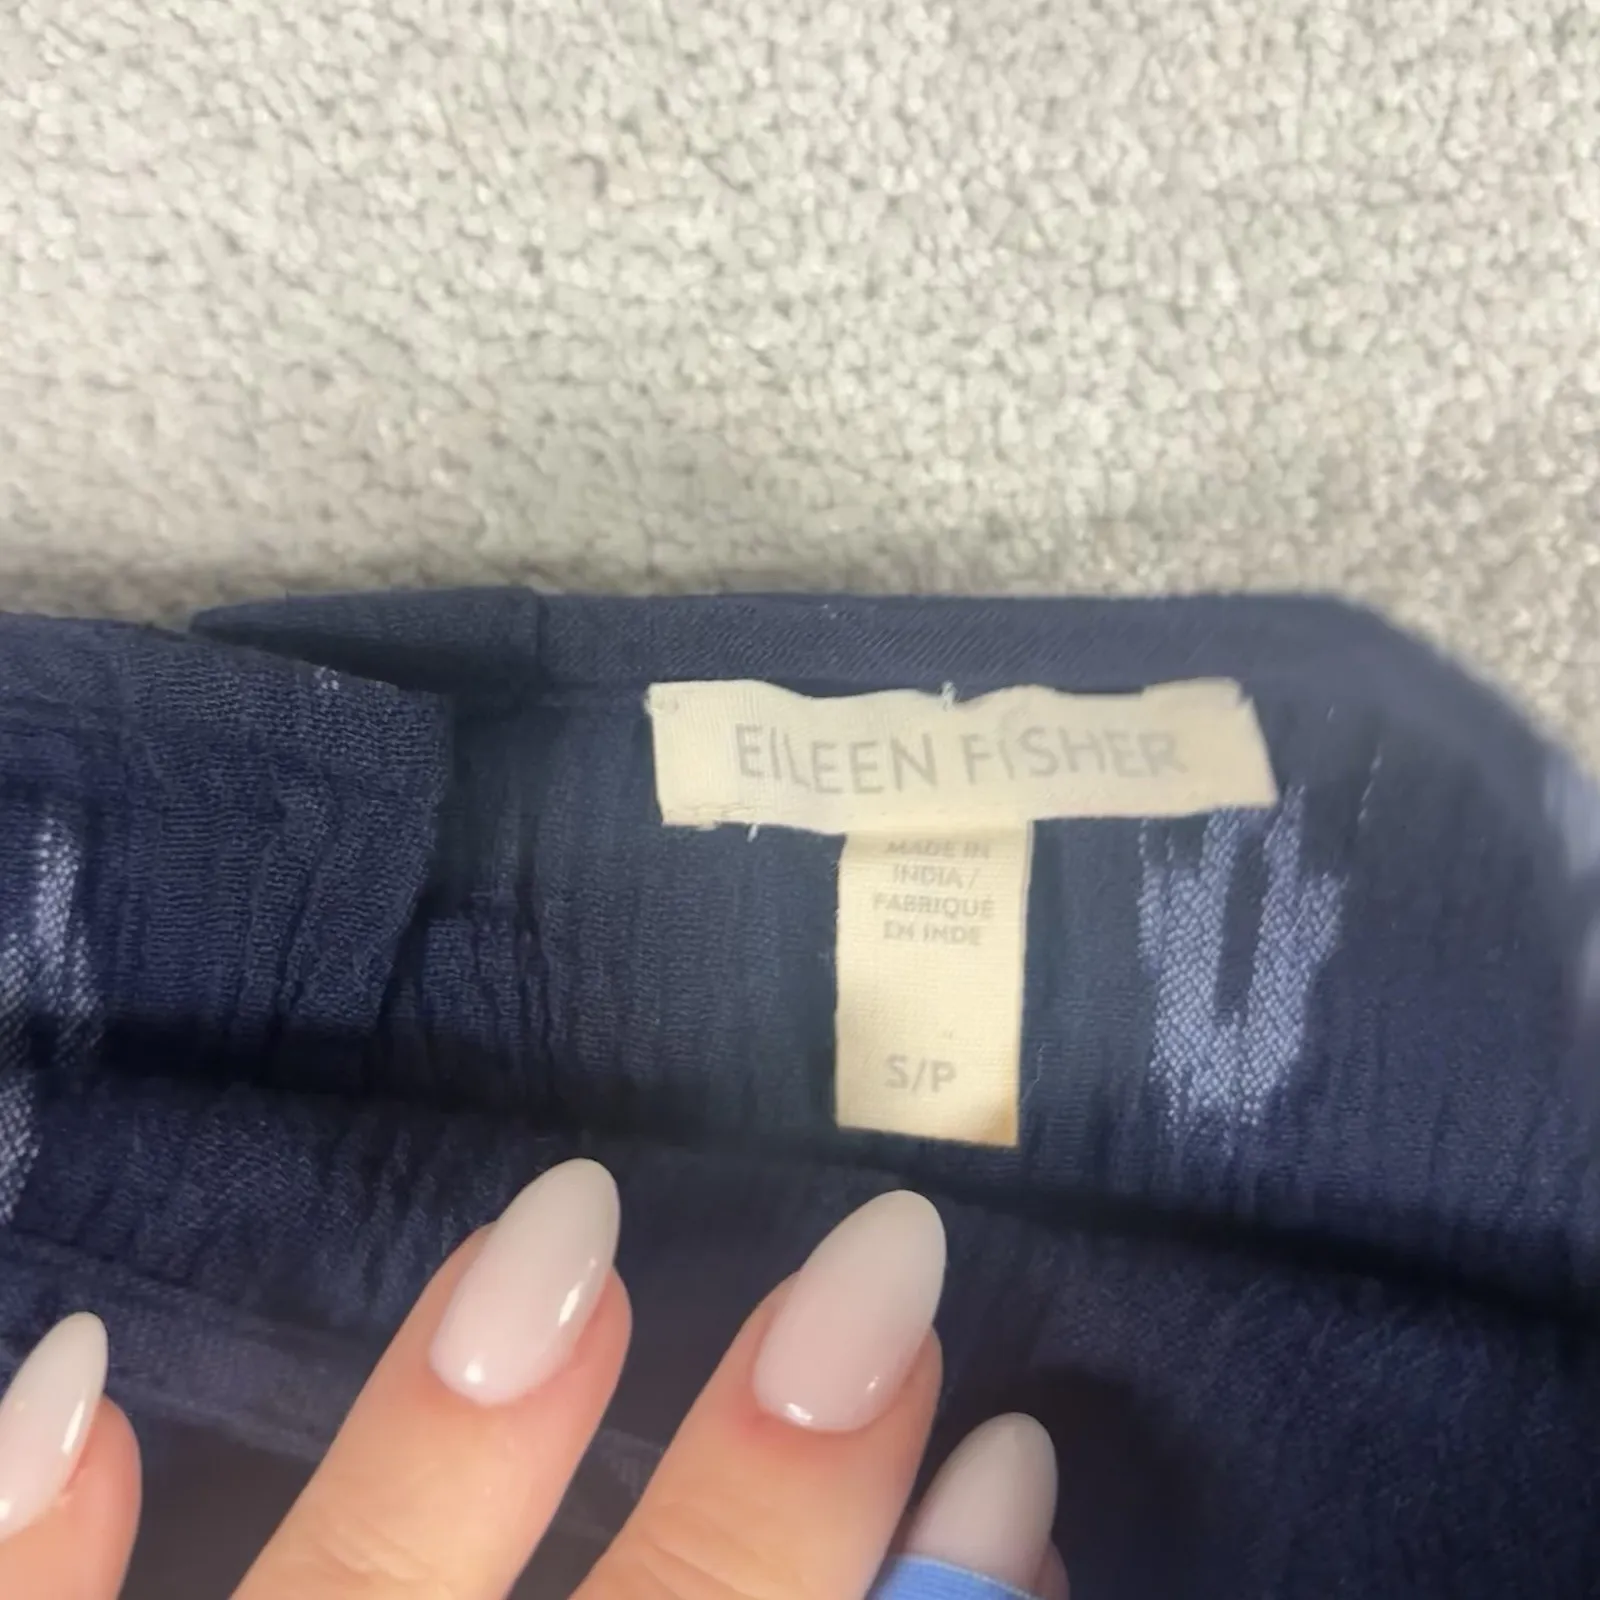 EILEEN FISHER
MADE IN
INDIA /
FABRIQUÉ
EN INDE
S/P